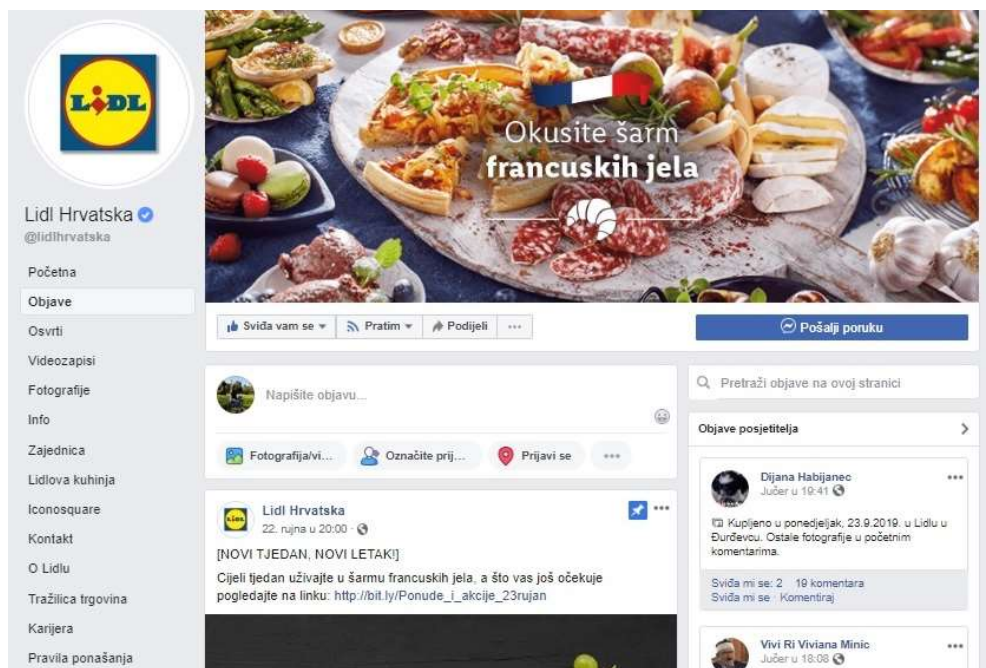 LIDL
Lidl Hrvatska
@lidlhrvatska
Početna
Objave
Osvrti
Videozapisi
Fotografije
Info
Zajednica
Lidlova kuhinja
Iconosquare
Kontakt
O Lidlu
Tražilica trgovina
Karijera
Pravila ponašanja
Okusite šarm
francuskih jela
Sviđa vam se
Pratim
Podijeli
Pošalji poruku
Napišite objavu...
Fotografija/vi...
Označite prij...
Prijavi se
Lidl Hrvatska
22. rujna u 20:00
[NOVI TJEDAN, NOVI LETAK!]
Cijeli tjedan uživajte u šarmu francuskih jela, a što vas još očekuje
pogledajte na linku: http://bit.ly/Ponude_i_akcije_23rujan
Pretraži objave na ovoj stranici
Objave posjetitelja
Dijana Habijanec
Jučer u 19:41
Kupljeno u ponedjeljak, 23.9.2019. u Lidlu u
Đurđevcu. Ostale fotografije u početnim
komentarima.
Sviđa mi se: 2 19 komentara
Sviđa mi se · Komentiraj
Vivi Ri Viviana Minic
Jučer u 18:08